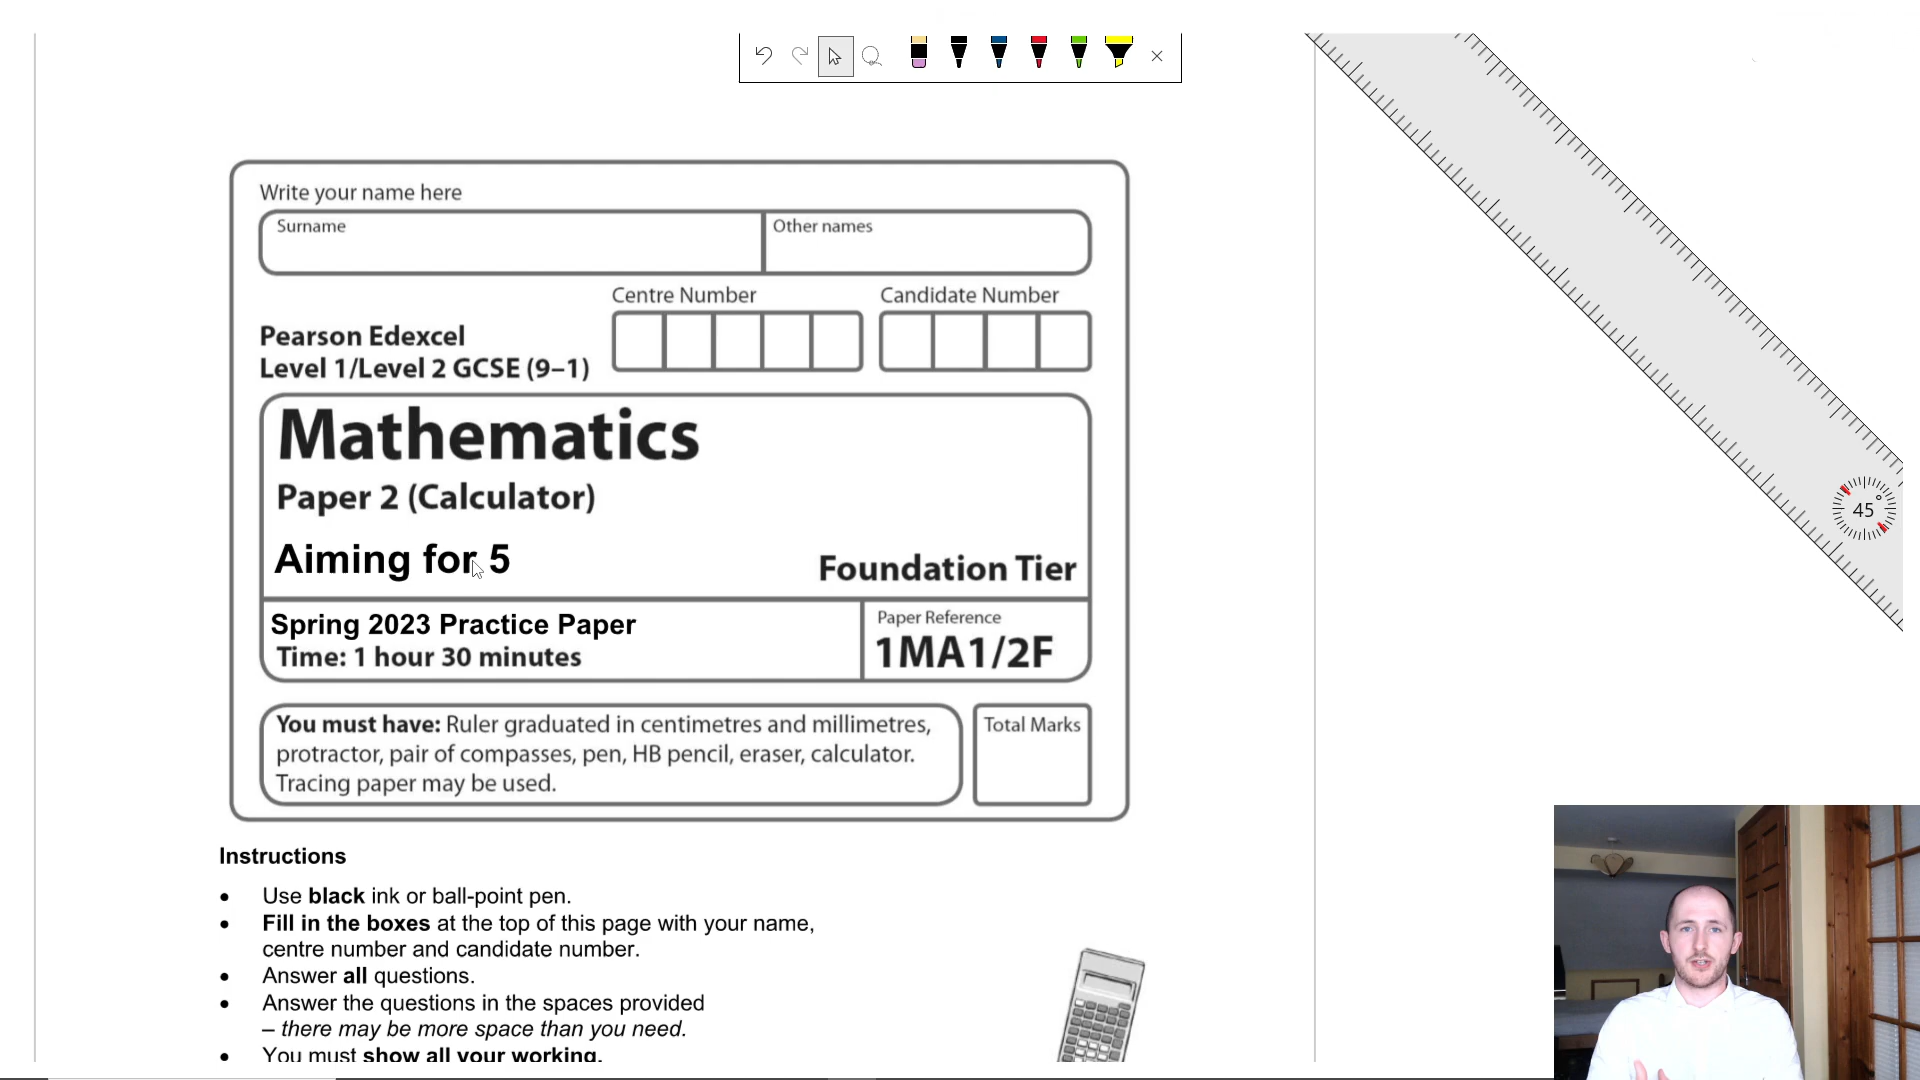 Write your name here
Surname
Other names
Centre Number
Candidate Number
Pearson Edexcel
Level 1/Level 2 GCSE (9–1)
Mathematics
Paper 2 (Calculator)
Aiming for 5
Foundation Tier
Spring 2023 Practice Paper
Time: 1 hour 30 minutes
Paper Reference
1MA1/2F
You must have: Ruler graduated in centimetres and millimetres,
protractor, pair of compasses, pen, HB pencil, eraser, calculator.
Tracing paper may be used.
Total Marks
Instructions
• Use black ink or ball-point pen.
• Fill in the boxes at the top of this page with your name,
centre number and candidate number.
• Answer all questions.
• Answer the questions in the spaces provided
– there may be more space than you need.
• You must show all your working.
45°